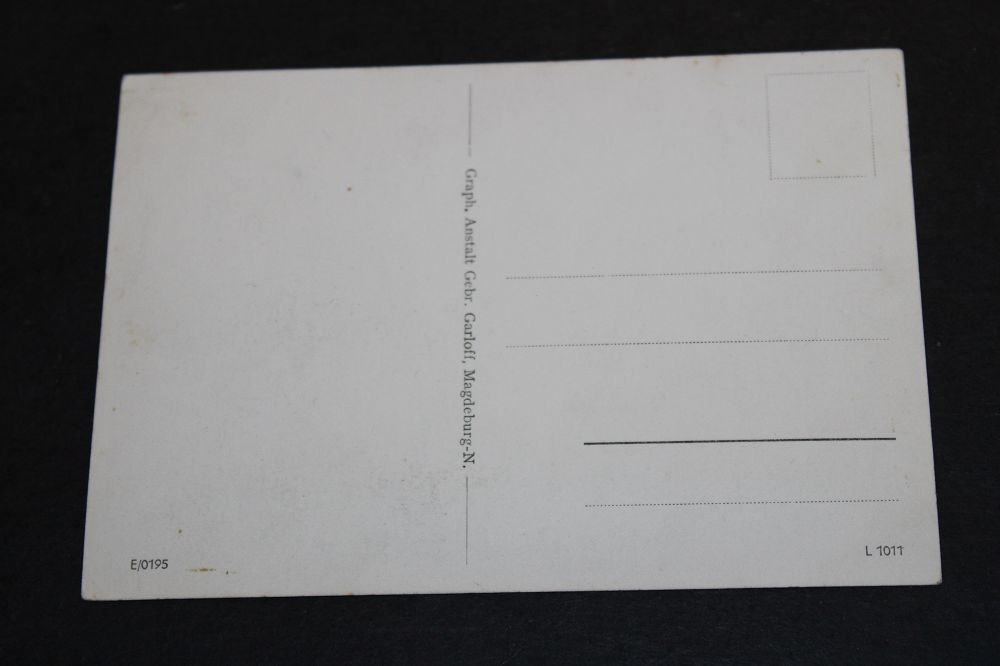 Graph. Anstalt Gebr. Garloff, Magdeburg-N.
E/0195
L 1011